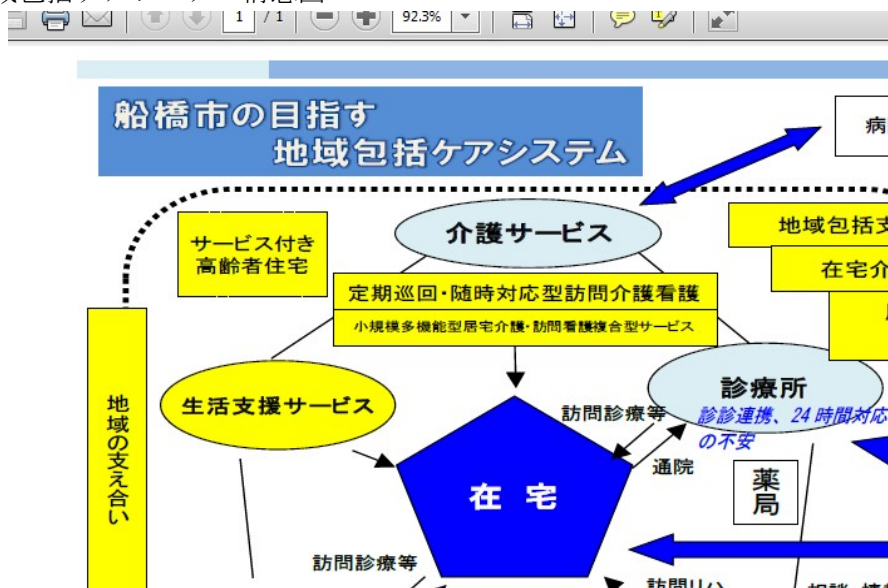 1 / 1
92.3%
船橋市の目指す
地域包括ケアシステム
病
介護サービス
サービス付き
高齢者住宅
地域包括支
在宅介
定期巡回・随時対応型訪問介護看護
小規模多機能型居宅介護・訪問看護複合型サービス
生活支援サービス
診療所
診診連携、24時間対応
の不安
訪問診療等
通院
地域の支え合い
在宅
薬局
訪問診療等
訪問リハ